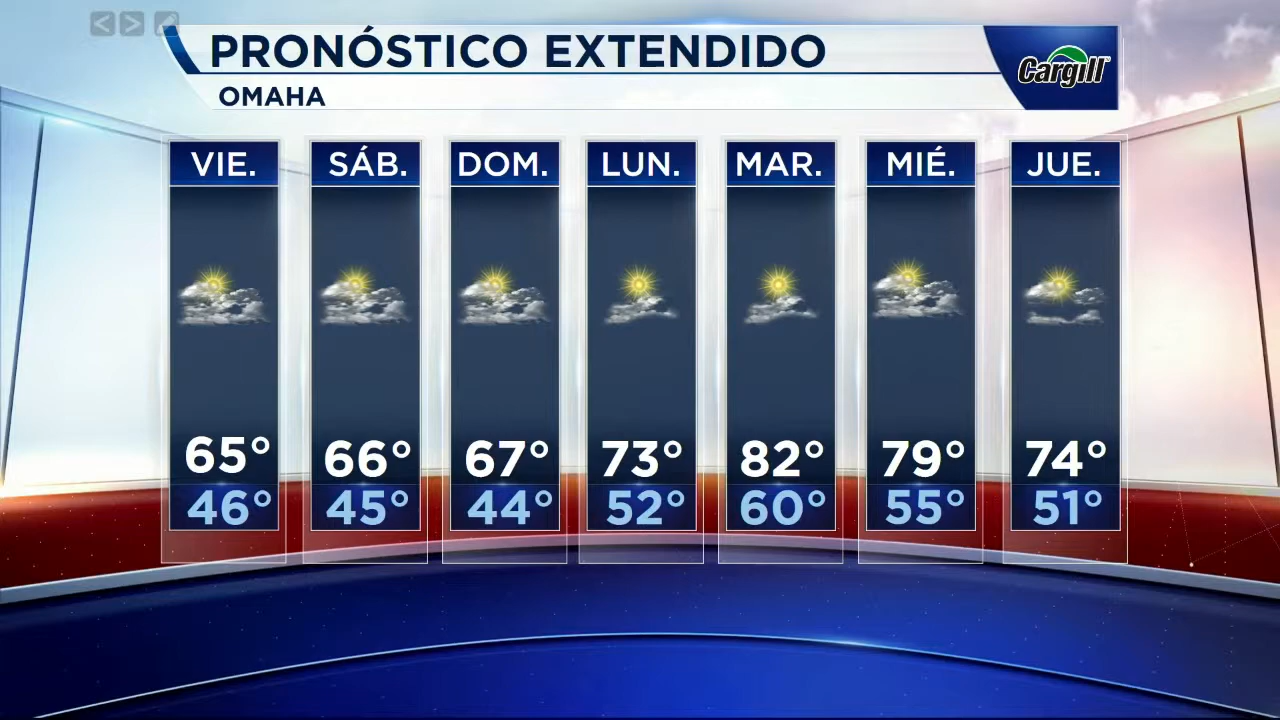 PRONÓSTICO EXTENDIDO
OMAHA
Cargill
VIE. SÁB. DOM. LUN. MAR. MIÉ. JUE.
65° 66° 67° 73° 82° 79° 74°
46° 45° 44° 52° 60° 55° 51°